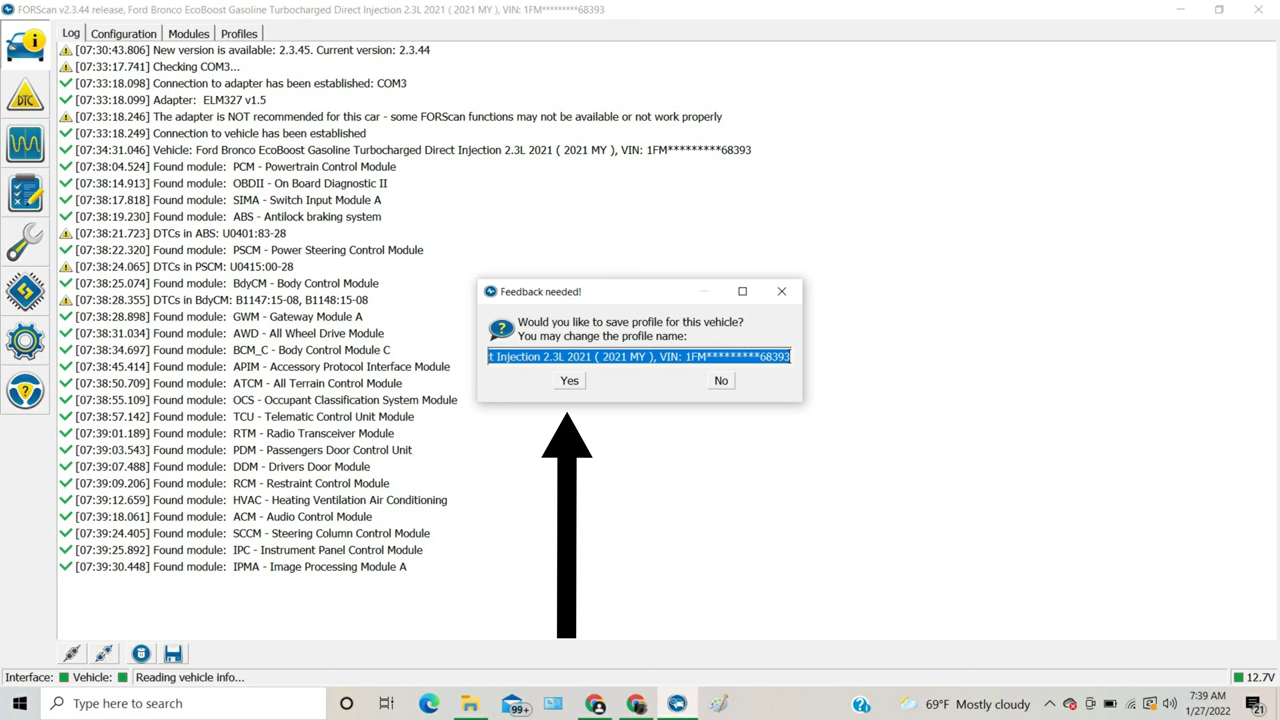 FORScan v2.3.44 release, Ford Bronco EcoBoost Gasoline Turbocharged Direct Injection 2.3L 2021 ( 2021 MY ), VIN: 1FM*********68393
Log Configuration Modules Profiles
[07:30:43.806] New version is available: 2.3.45. Current version: 2.3.44
[07:33:17.741] Checking COM3...
[07:33:18.098] Connection to adapter has been established: COM3
[07:33:18.099] Adapter: ELM327 v1.5
[07:33:18.246] The adapter is NOT recommended for this car - some FORScan functions may not be available or not work properly
[07:33:18.249] Connection to vehicle has been established
[07:34:31.046] Vehicle: Ford Bronco EcoBoost Gasoline Turbocharged Direct Injection 2.3L 2021 ( 2021 MY ), VIN: 1FM*********68393
[07:38:04.524] Found module: PCM - Powertrain Control Module
[07:38:14.913] Found module: OBDII - On Board Diagnostic II
[07:38:17.818] Found module: SIMA - Switch Input Module A
[07:38:19.230] Found module: ABS - Antilock braking system
[07:38:21.723] DTCs in ABS: U0401:83-28
[07:38:22.320] Found module: PSCM - Power Steering Control Module
[07:38:24.065] DTCs in PSCM: U0415:00-28
[07:38:25.074] Found module: BdyCM - Body Control Module
[07:38:28.355] DTCs in BdyCM: B1147:15-08, B1148:15-08
[07:38:28.898] Found module: GWM - Gateway Module A
[07:38:31.034] Found module: AWD - All Wheel Drive Module
[07:38:34.697] Found module: BCM_C - Body Control Module C
[07:38:45.414] Found module: APIM - Accessory Protocol Interface Module
[07:38:50.709] Found module: ATCM - All Terrain Control Module
[07:38:55.109] Found module: OCS - Occupant Classification System Module
[07:38:57.142] Found module: TCU - Telematic Control Unit Module
[07:39:01.189] Found module: RTM - Radio Transceiver Module
[07:39:03.543] Found module: PDM - Passengers Door Control Unit
[07:39:07.488] Found module: DDM - Drivers Door Module
[07:39:09.206] Found module: RCM - Restraint Control Module
[07:39:12.659] Found module: HVAC - Heating Ventilation Air Conditioning
[07:39:18.061] Found module: ACM - Audio Control Module
[07:39:24.405] Found module: SCCM - Steering Column Control Module
[07:39:25.892] Found module: IPC - Instrument Panel Control Module
[07:39:30.448] Found module: IPMA - Image Processing Module A
DTC
Feedback needed!
Would you like to save profile for this vehicle?
You may change the profile name:
t Injection 2.3L 2021 ( 2021 MY ), VIN: 1FM*********68393
Yes No
Interface: Vehicle: Reading vehicle info... 12.7V
Type here to search 99+ 69°F Mostly cloudy 7:39 AM
1/27/2022 21